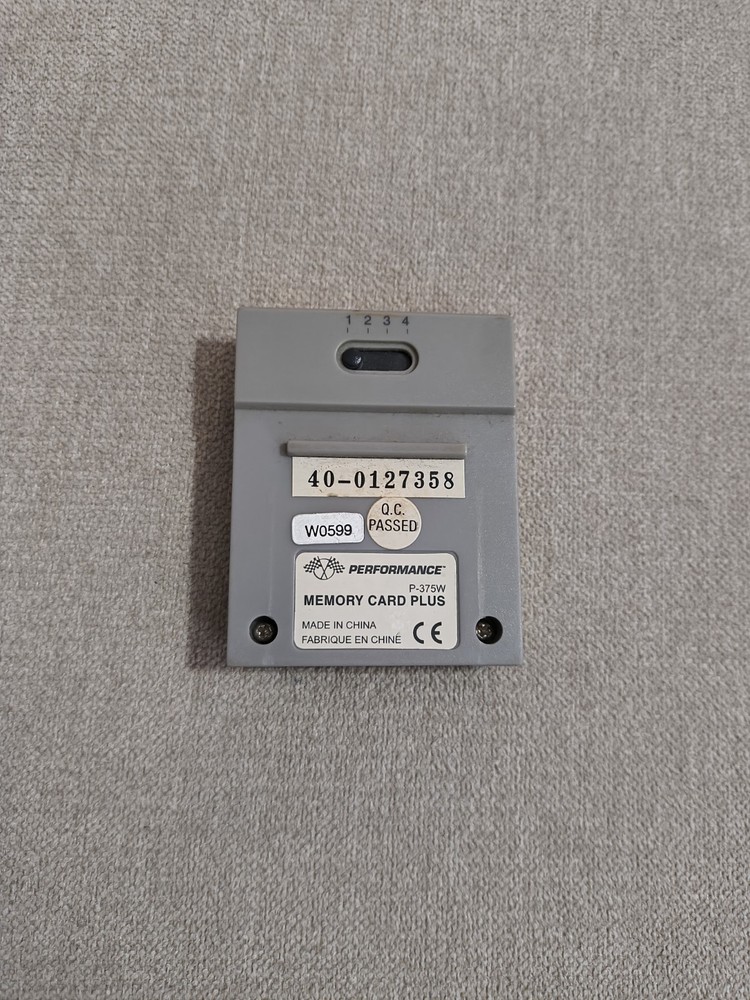 1 2 3 4
40-0127358
Q.C.
PASSED
W0599
PERFORMANCE™
P-375W
MEMORY CARD PLUS
MADE IN CHINA
FABRIQUE EN CHINE
CE